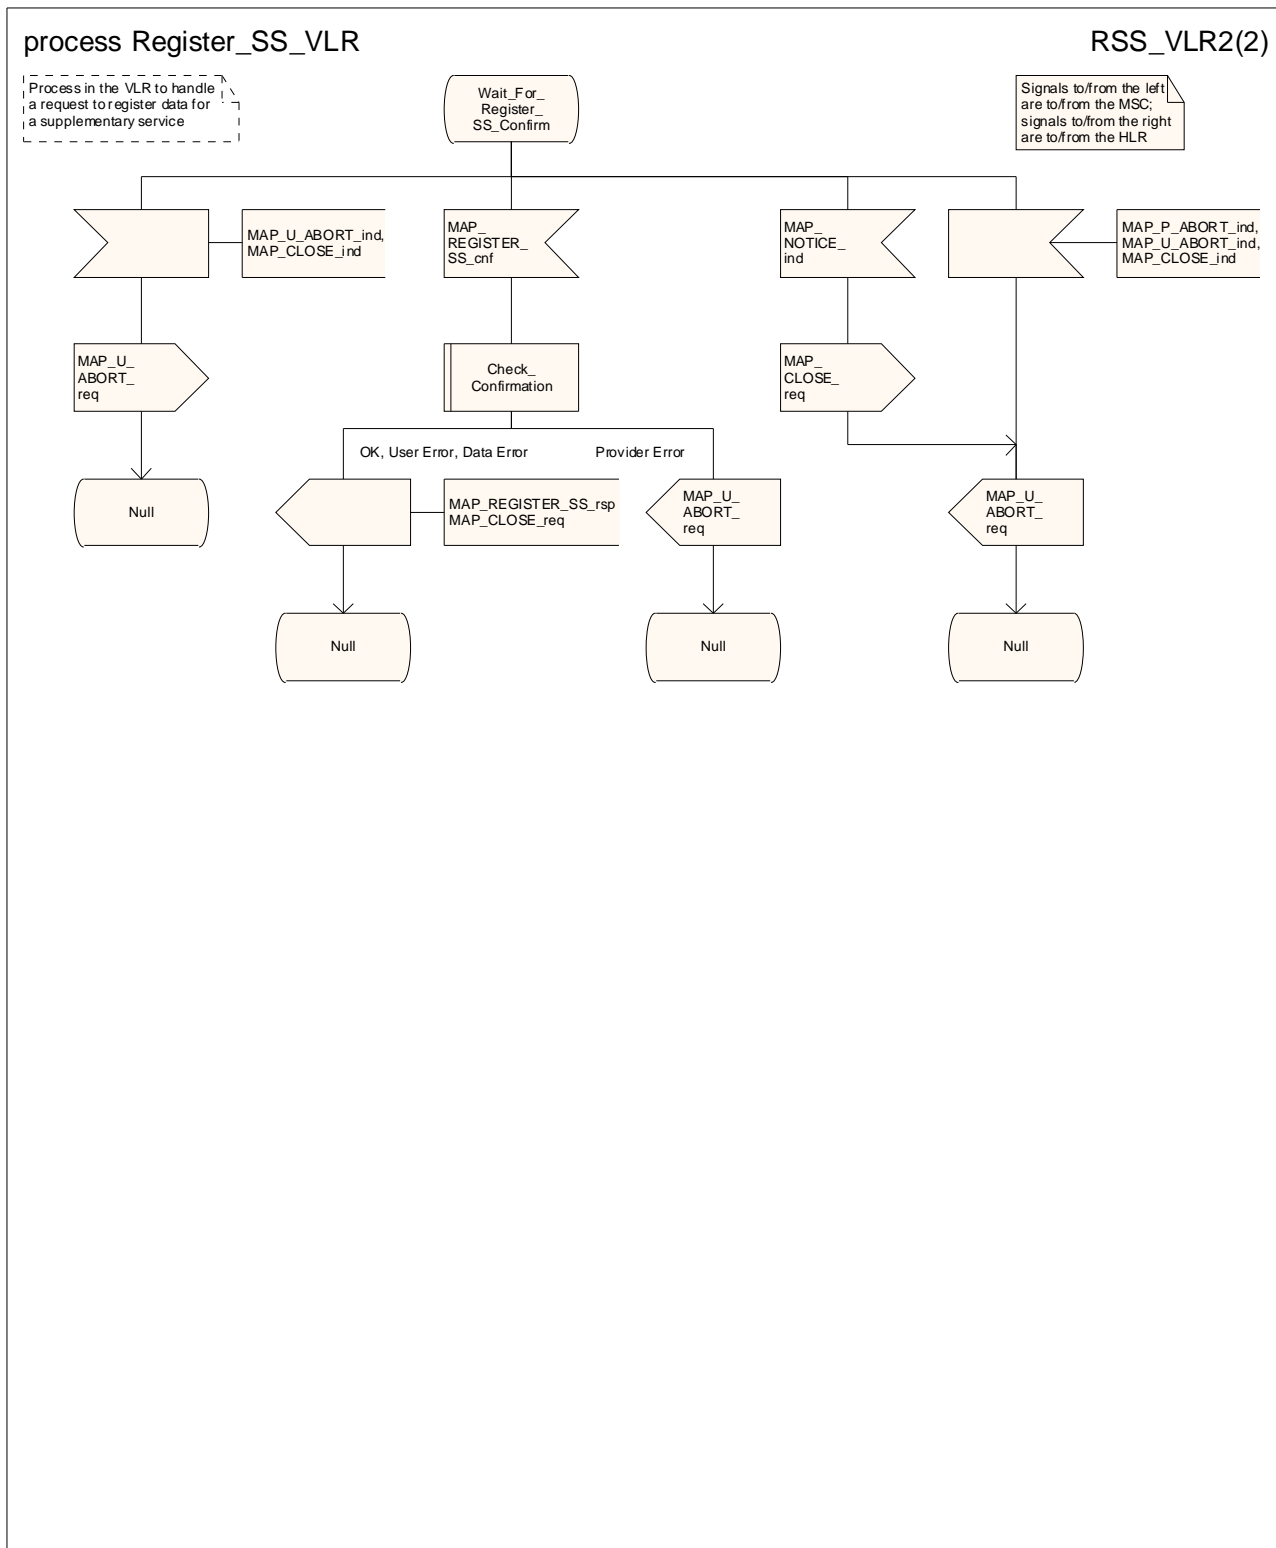 process Register_SS_VLR
RSS_VLR2(2)
Process in the VLR to handle
a request to register data for
a supplementary service
Wait_For_
Register_
SS_Confirm
Signals to/from the left
are to/from the MSC;
signals to/from the right
are to/from the HLR
MAP_U_ABORT_ind,
MAP_CLOSE_ind
MAP_
REGISTER_
SS_cnf
MAP_
NOTICE_
ind
MAP_P_ABORT_ind,
MAP_U_ABORT_ind,
MAP_CLOSE_ind
MAP_U_
ABORT_
req
Check_
Confirmation
MAP_
CLOSE_
req
OK, User Error, Data Error
Provider Error
Null
MAP_REGISTER_SS_rsp
MAP_CLOSE_req
MAP_U_
ABORT_
req
MAP_U_
ABORT_
req
Null
Null
Null